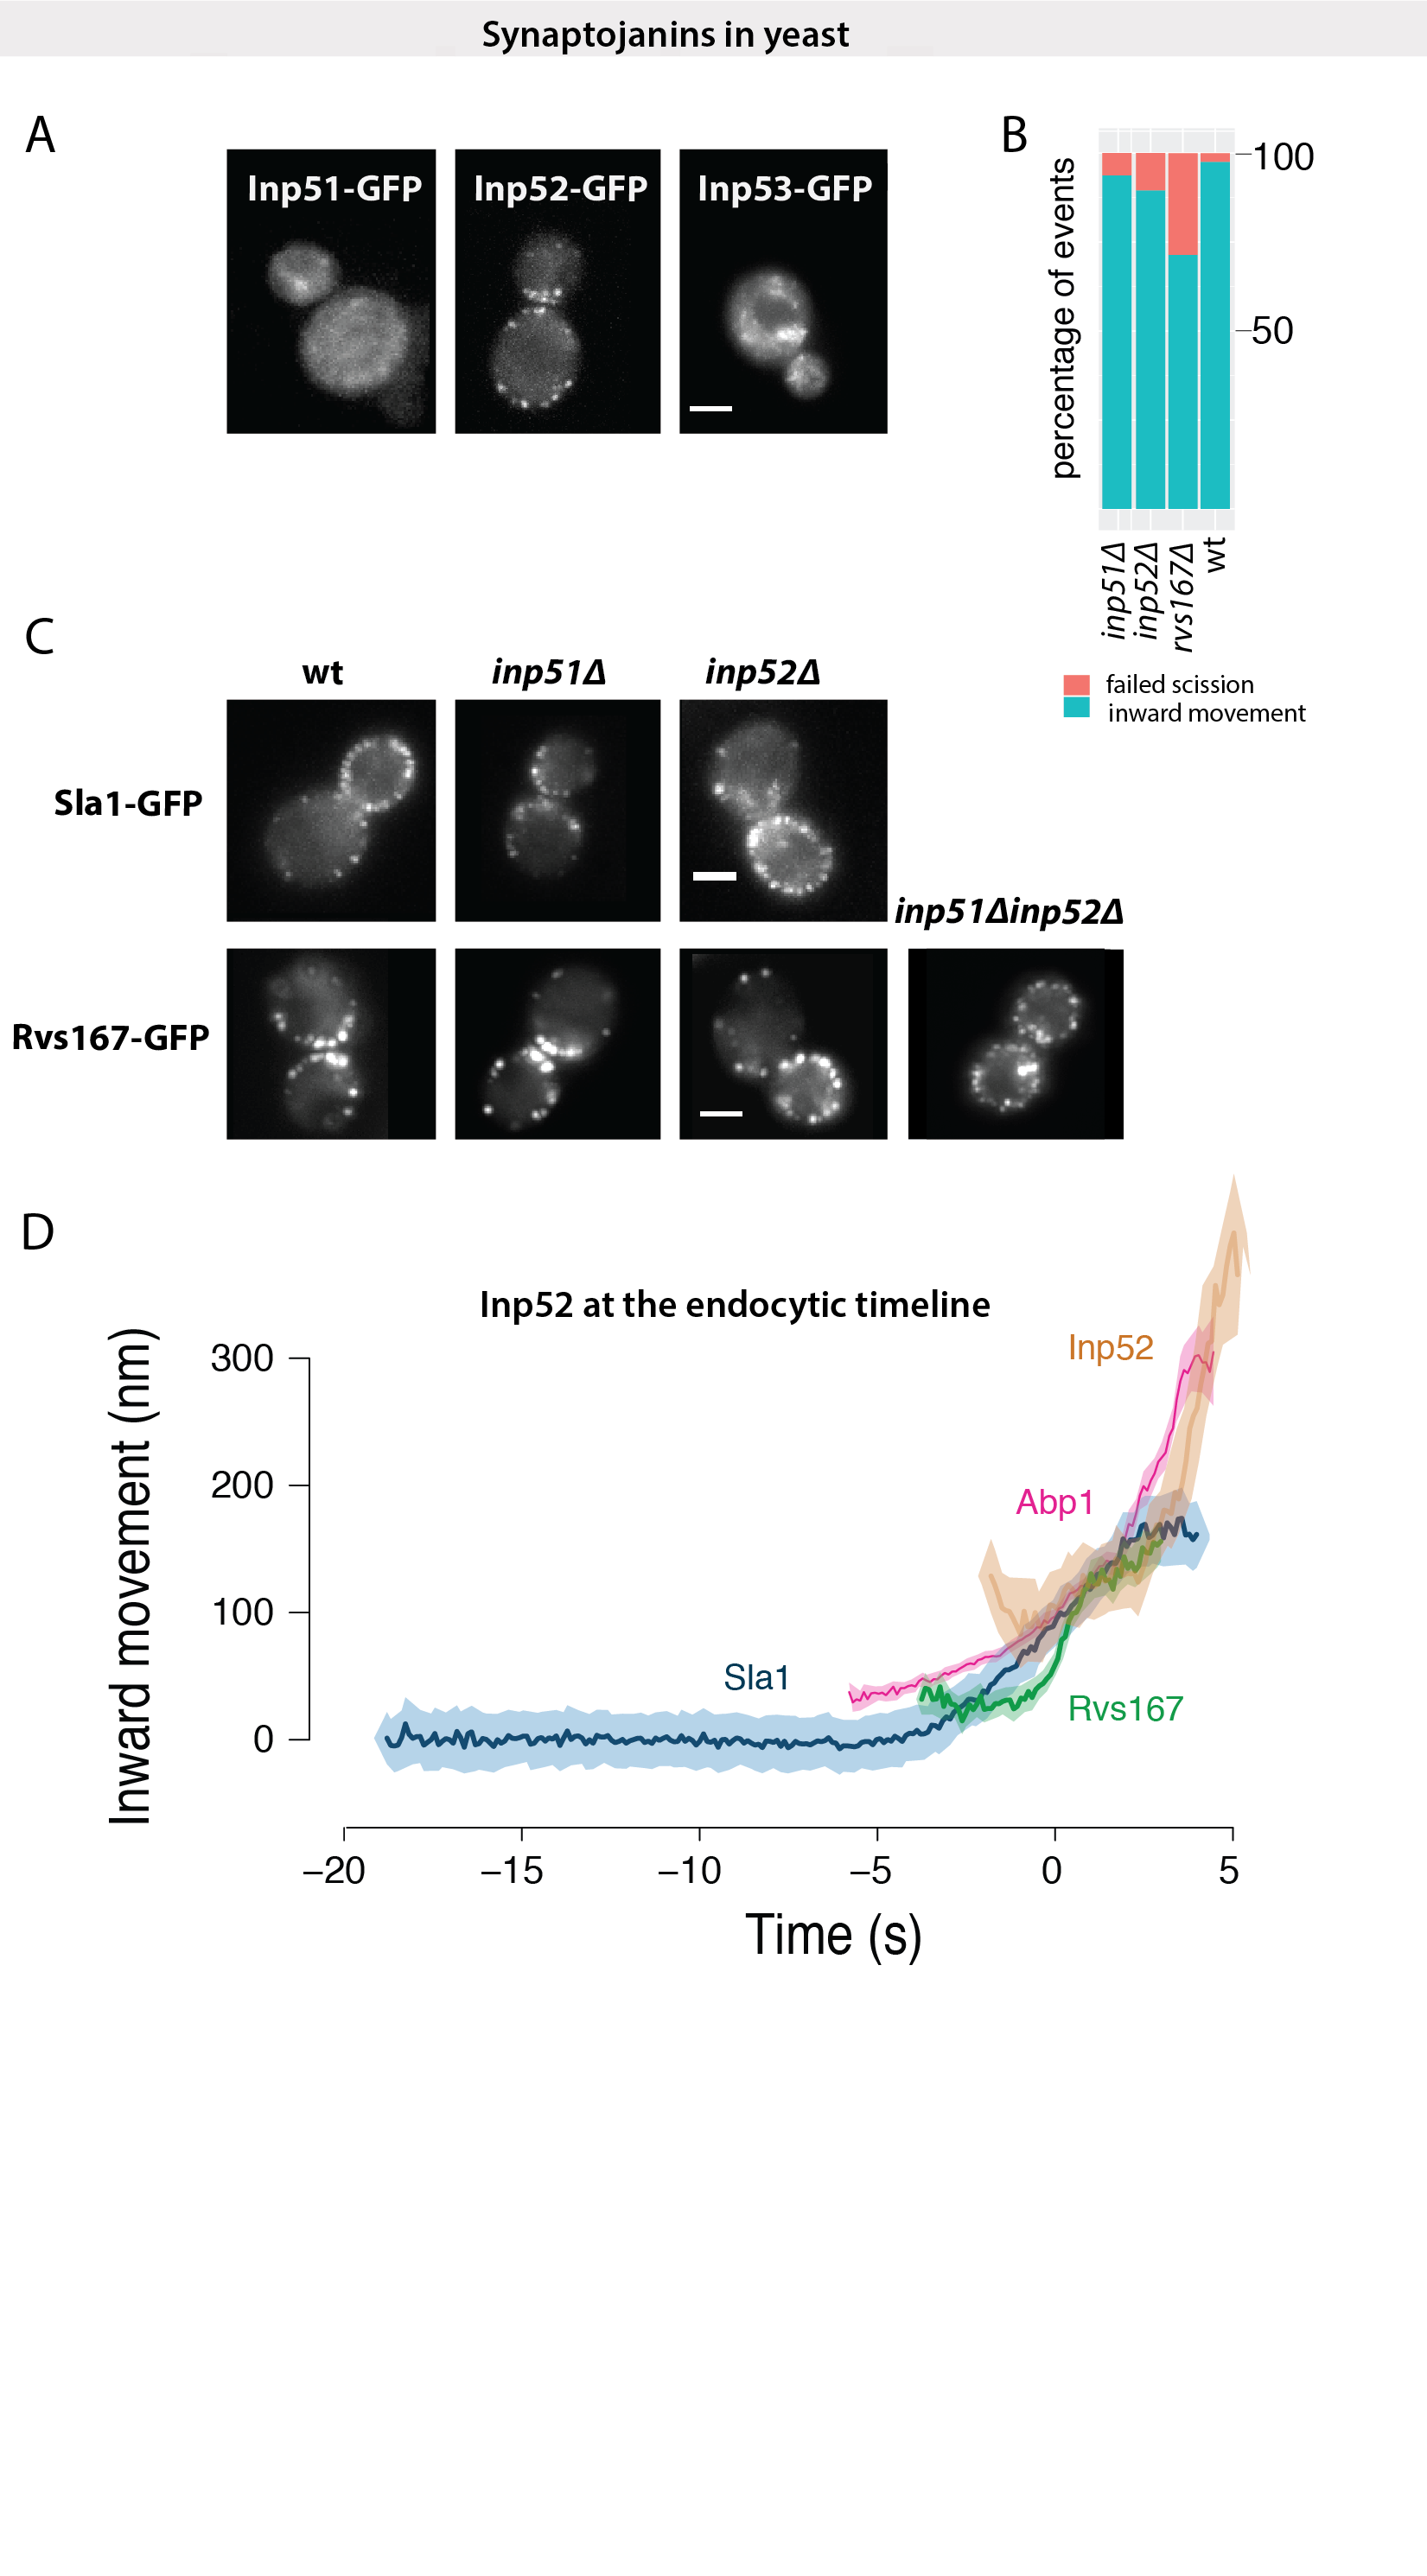 Synaptojanins in yeast
A
B
Inp51-GFP Inp52-GFP Inp53-GFP
percentage of events
100
50
inp51Δ inp52Δ rvs167Δ wt
failed scission
inward movement
C
wt inp51Δ inp52Δ
Sla1-GFP
inp51Δinp52Δ
Rvs167-GFP
D
Inp52 at the endocytic timeline
Inward movement (nm)
300
200
100
0
Inp52
Abp1
Sla1
Rvs167
−20 −15 −10 −5 0 5
Time (s)